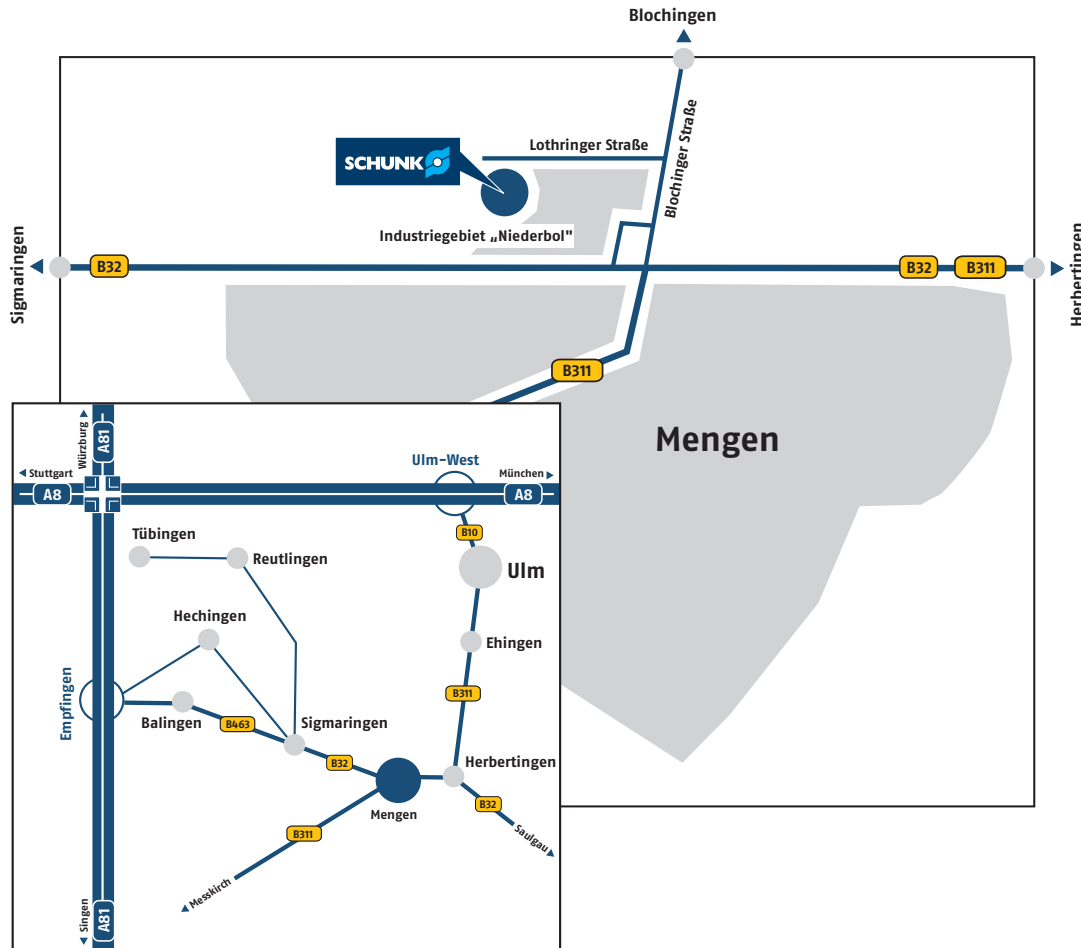 Blochingen
Lothringer Straße
Blochinger Straße
SCHUNK
Industriegebiet „Niederbol"
Sigmaringen
B32
B32
B311
Herbertingen
B311
Mengen
Würzburg
A81
Stuttgart
A8
Ulm-West
München
A8
B10
Tübingen
Reutlingen
Ulm
Hechingen
Ehingen
Empfingen
Balingen
B463
Sigmaringen
B311
B32
Herbertingen
Mengen
B32
B311
Saulgau
Messkirch
Singen
A81